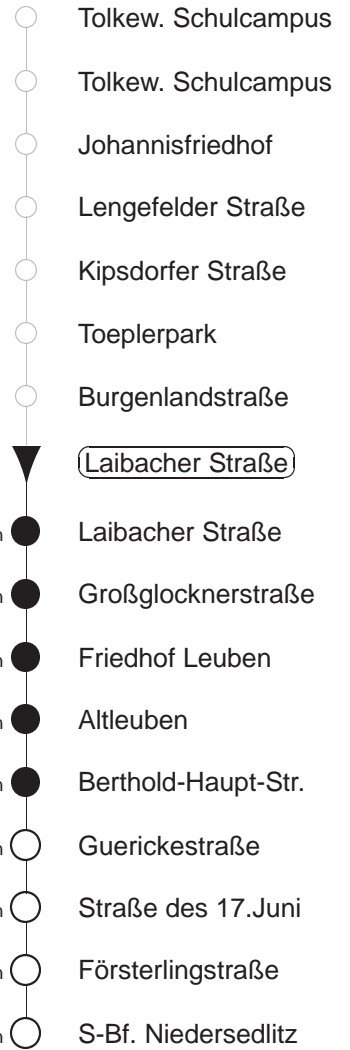 Tolkew. Schulcampus
Tolkew. Schulcampus
Johannisfriedhof
Lengefelder Straße
Kipsdorfer Straße
Toeplerpark
Burgenlandstraße
Laibacher Straße
Laibacher Straße
Großglocknerstraße
Friedhof Leuben
Altleuben
Berthold-Haupt-Str.
Guerickestraße
Straße des 17.Juni
Försterlingstraße
S-Bf. Niedersedlitz